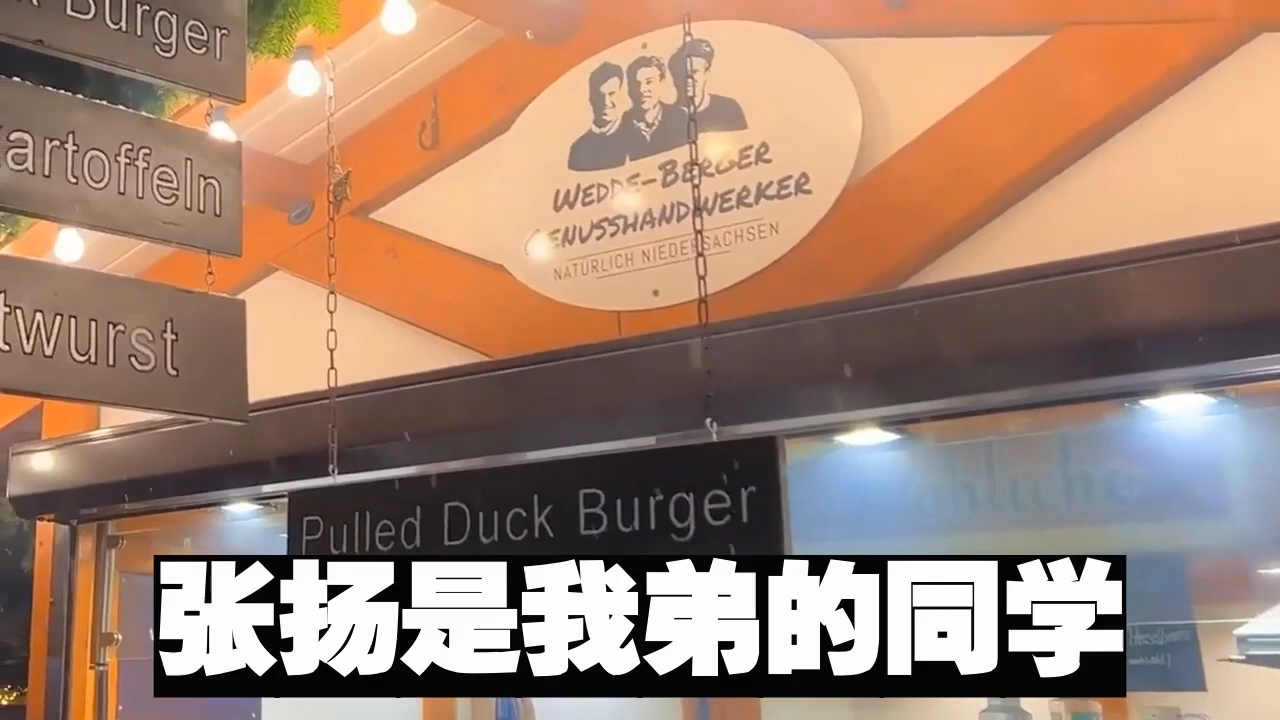 Burger
artoffeln
twurst
WEDDE-BERGER
GENUSSHANDWERKER
NATÜRLICH NIEDERSACHSEN
Pulled Duck Burger
张扬是我弟的同学